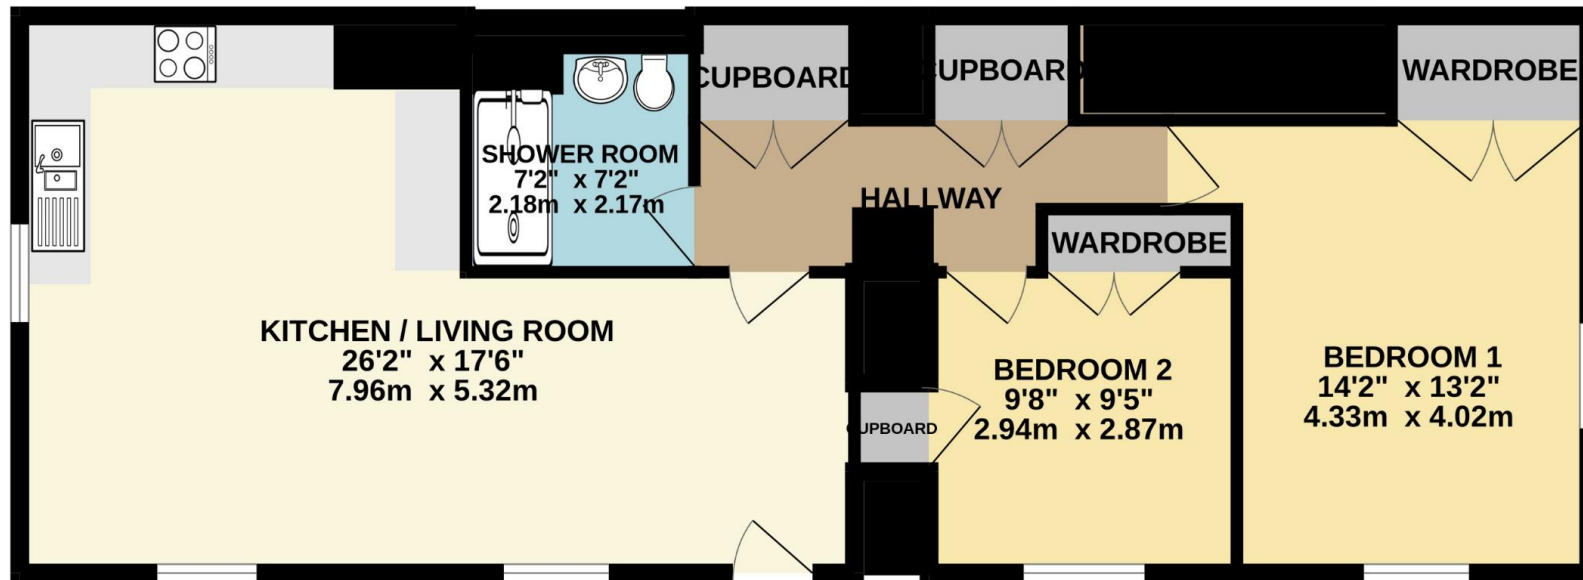 CUPBOARD
CUPBOARD
WARDROBE
SHOWER ROOM
7'2" x 7'2"
2.18m x 2.17m
HALLWAY
WARDROBE
KITCHEN / LIVING ROOM
26'2" x 17'6"
7.96m x 5.32m
BEDROOM 2
9'8" x 9'5"
2.94m x 2.87m
BEDROOM 1
14'2" x 13'2"
4.33m x 4.02m
CUPBOARD